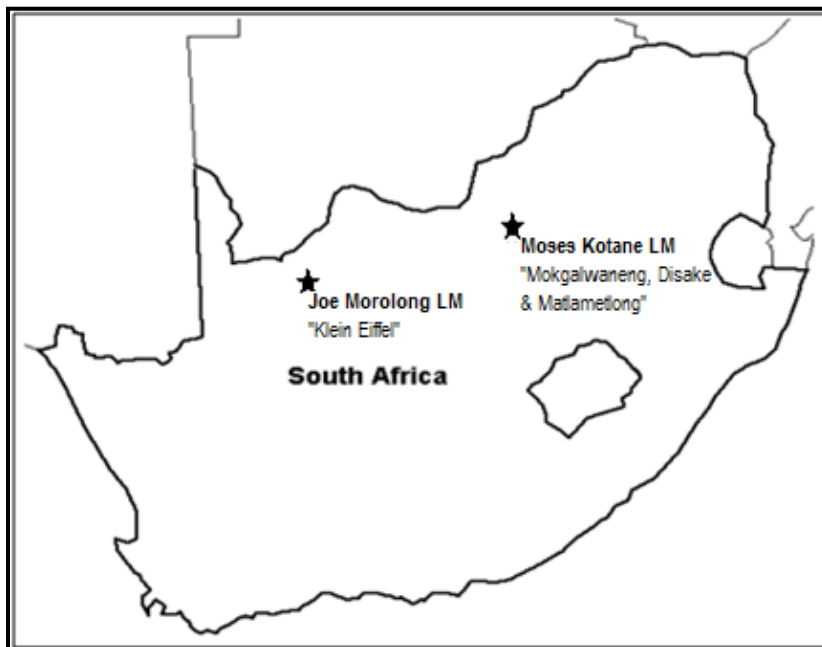 Moses Kotane LM
"Mokgalwaneng, Disake
& Matlametlong"
Joe Morolong LM
"Klein Eiffel"
South Africa